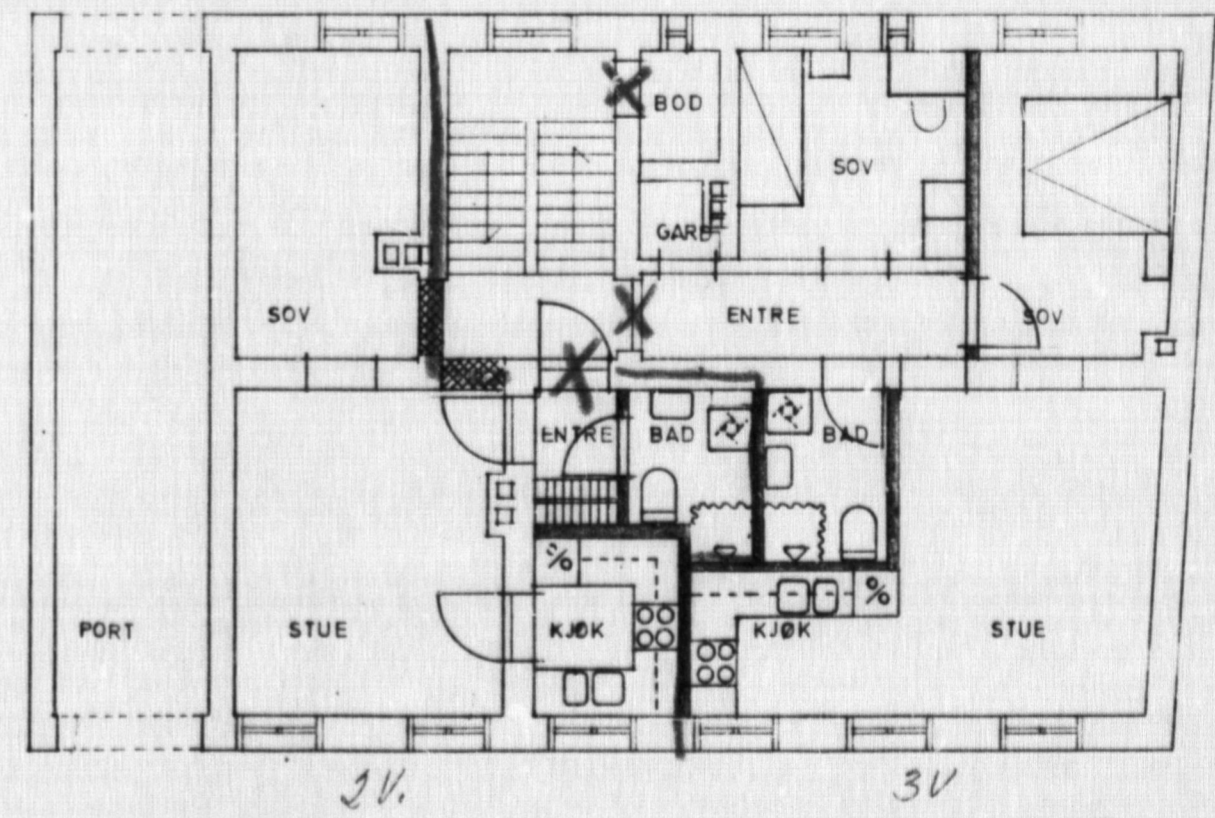 BOD
SOV
GARD
SOV
ENTRE
SOV
ENTRE
BAD
BAD
PORT
STUE
KJØK
KJØK
STUE
%
%
2V.
3V